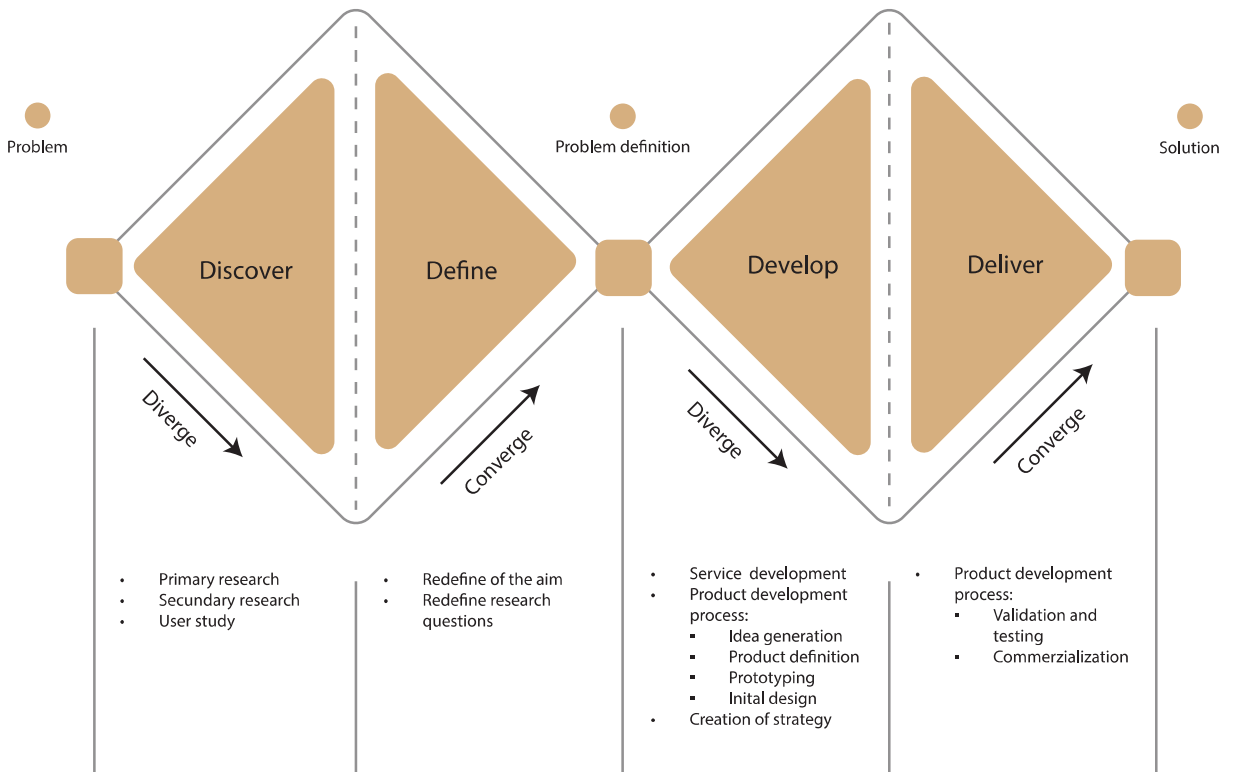 Problem
Problem definition
Solution
Discover
Define
Develop
Deliver
Diverge
Converge
Diverge
Converge
• Primary research
• Secundary research
• User study
• Redefine of the aim
• Redefine research
questions
• Service development
• Product development
process:
▪ Idea generation
▪ Product definition
▪ Prototyping
▪ Inital design
• Creation of strategy
• Product development
process:
▪ Validation and
testing
▪ Commerzialization